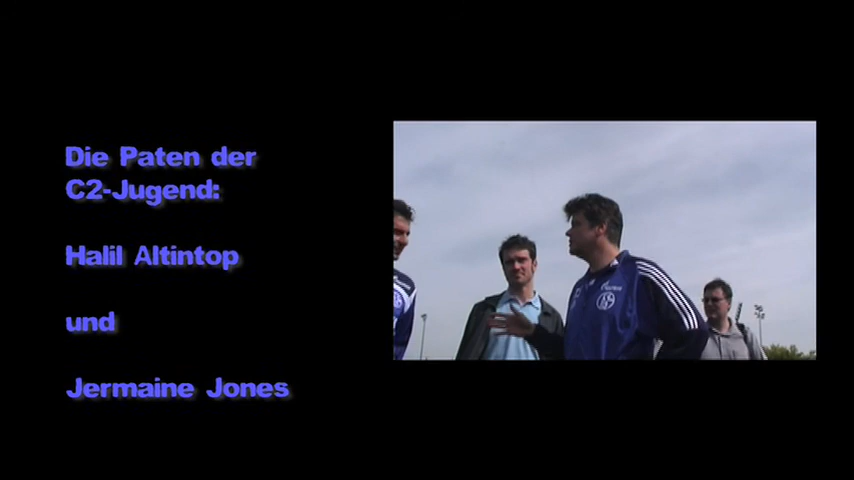 Die Paten der
C2-Jugend:
Halil Altintop
und
Jermaine Jones